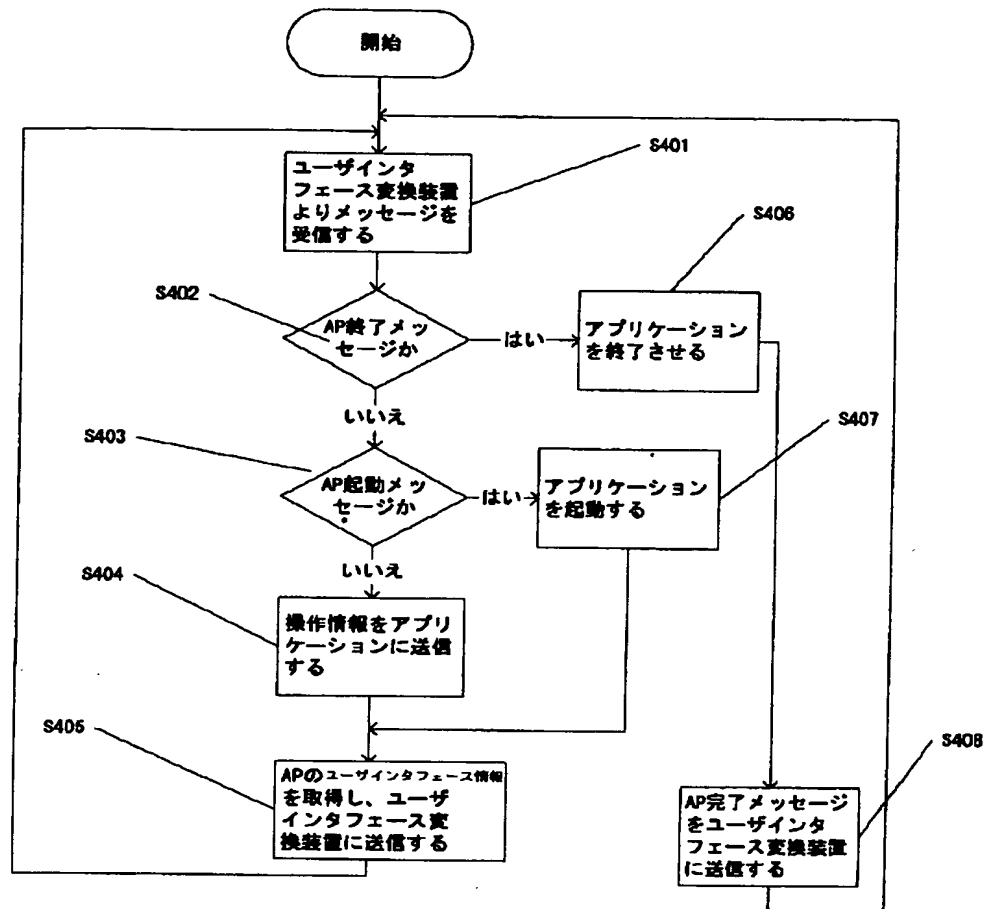 開始
S401
ユーザインタ
フェース変換装置
よりメッセージを
受信する
S402
AP終了メッ
セージか
はい
S406
アプリケーション
を終了させる
いいえ
S403
AP起動メッ
セージか
はい
S407
アプリケーション
を起動する
いいえ
S404
操作情報をアプリ
ケーションに送信
する
S405
APのユーザインタフェース情報
を取得し、ユーザ
インタフェース変
換装置に送信する
S408
AP完了メッセージ
をユーザインタ
フェース変換装置
に送信する